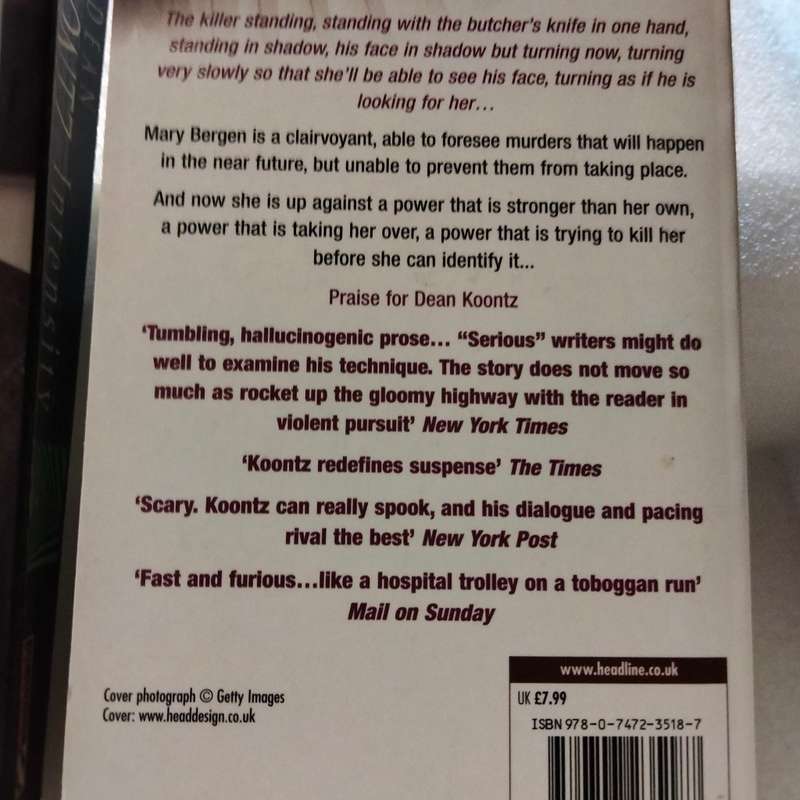 The killer standing, standing with the butcher's knife in one hand,
standing in shadow, his face in shadow but turning now, turning
very slowly so that she'll be able to see his face, turning as if he is
looking for her...
Mary Bergen is a clairvoyant, able to foresee murders that will happen
in the near future, but unable to prevent them from taking place.
And now she is up against a power that is stronger than her own,
a power that is taking her over, a power that is trying to kill her
before she can identify it...
Praise for Dean Koontz
'Tumbling, hallucinogenic prose... "Serious" writers might do
well to examine his technique. The story does not move so
much as rocket up the gloomy highway with the reader in
violent pursuit' New York Times
'Koontz redefines suspense' The Times
'Scary. Koontz can really spook, and his dialogue and pacing
rival the best' New York Post
'Fast and furious...like a hospital trolley on a toboggan run'
Mail on Sunday
www.headline.co.uk
UK £7.99
ISBN 978-0-7472-3518-7
Cover photograph © Getty Images
Cover: www.headdesign.co.uk
DEAN
Intensity